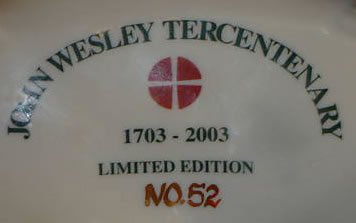 JOHN WESLEY TERCENTENARY
1703 - 2003
LIMITED EDITION
NO.52